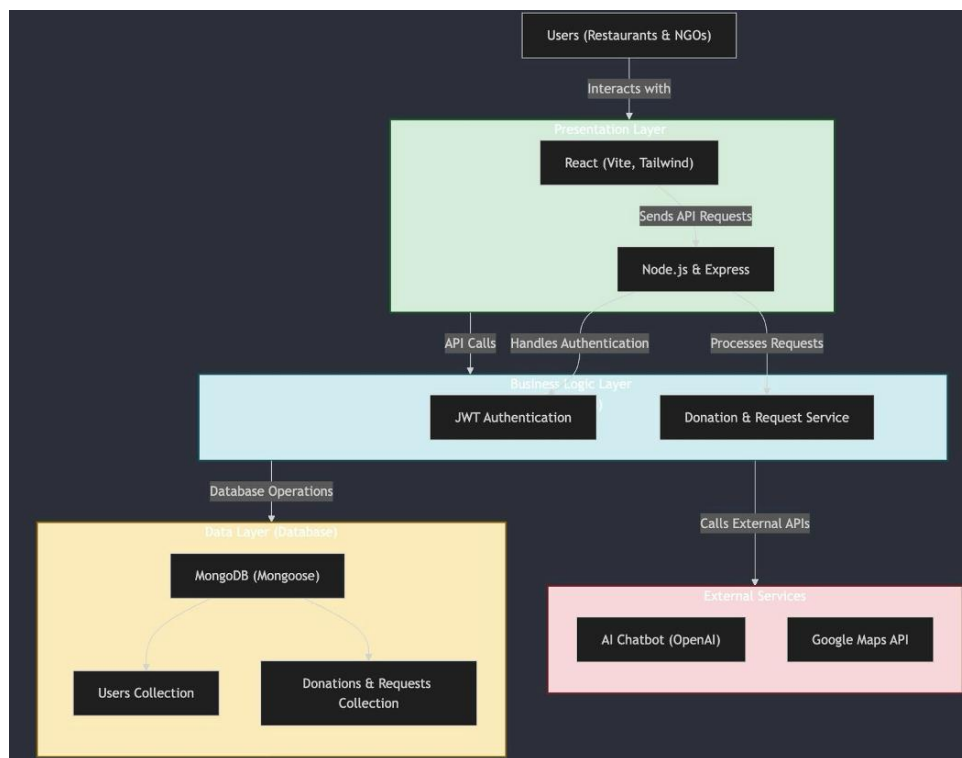 Users (Restaurants & NGOs)
Interacts with
Presentation Layer
React (Vite, Tailwind)
Sends API Requests
Node.js & Express
API Calls
Handles Authentication
Processes Requests
Business Logic Layer
JWT Authentication
Donation & Request Service
Database Operations
Calls External APIs
Data Layer (Database)
MongoDB (Mongoose)
Users Collection
Donations & Requests
Collection
External Services
AI Chatbot (OpenAI)
Google Maps API